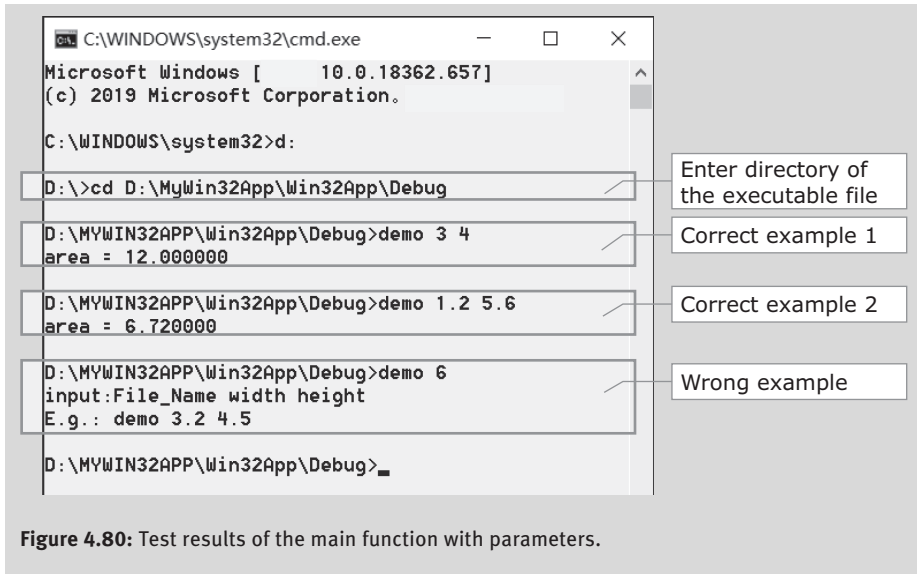 C:\WINDOWS\system32\cmd.exe
Microsoft Windows [ 10.0.18362.657]
(c) 2019 Microsoft Corporation。
C:\WINDOWS\system32>d:
D:\>cd D:\MyWin32App\Win32App\Debug
Enter directory of
the executable file
D:\MYWIN32APP\Win32App\Debug>demo 3 4
area = 12.000000
Correct example 1
D:\MYWIN32APP\Win32App\Debug>demo 1.2 5.6
area = 6.720000
Correct example 2
D:\MYWIN32APP\Win32App\Debug>demo 6
input:File_Name width height
E.g.: demo 3.2 4.5
Wrong example
D:\MYWIN32APP\Win32App\Debug>_
Figure 4.80: Test results of the main function with parameters.